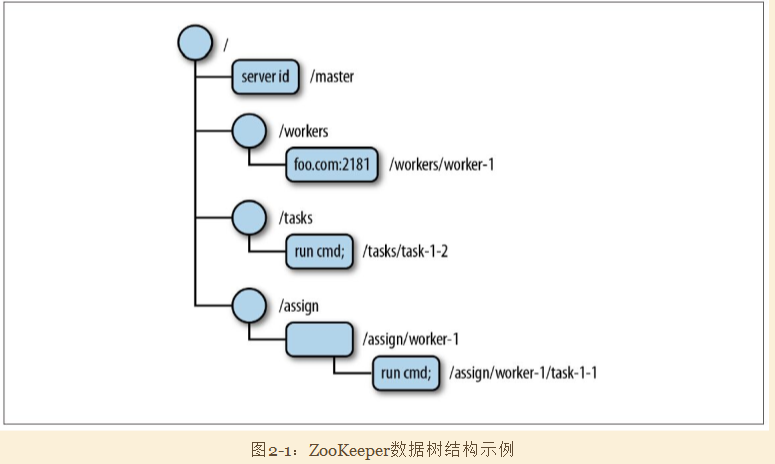 /
server id /master
/workers
foo.com:2181 /workers/worker-1
/tasks
run cmd; /tasks/task-1-2
/assign
/assign/worker-1
run cmd; /assign/worker-1/task-1-1
图2-1：ZooKeeper数据树结构示例